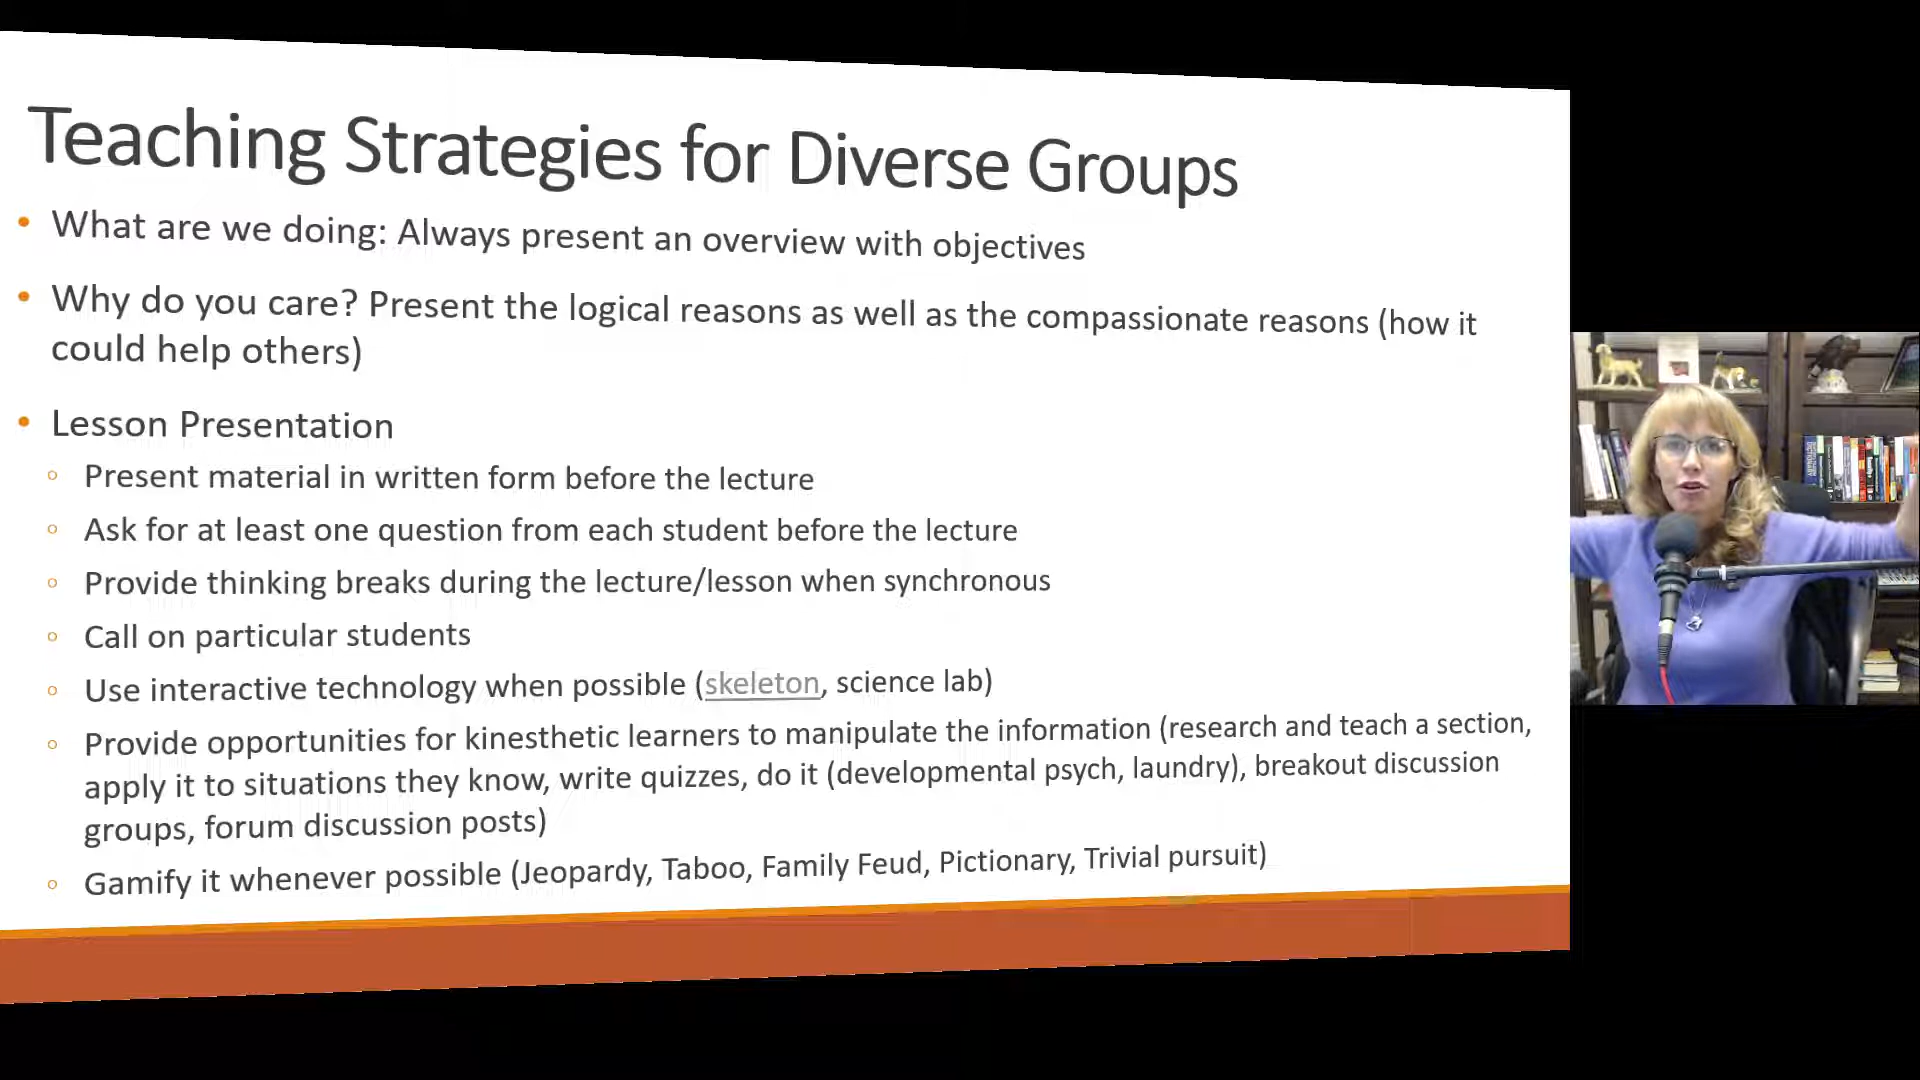 Teaching Strategies for Diverse Groups
• What are we doing: Always present an overview with objectives
• Why do you care? Present the logical reasons as well as the compassionate reasons (how it
could help others)
• Lesson Presentation
◦ Present material in written form before the lecture
◦ Ask for at least one question from each student before the lecture
◦ Provide thinking breaks during the lecture/lesson when synchronous
◦ Call on particular students
◦ Use interactive technology when possible (skeleton, science lab)
◦ Provide opportunities for kinesthetic learners to manipulate the information (research and teach a section,
apply it to situations they know, write quizzes, do it (developmental psych, laundry), breakout discussion
groups, forum discussion posts)
◦ Gamify it whenever possible (Jeopardy, Taboo, Family Feud, Pictionary, Trivial pursuit)